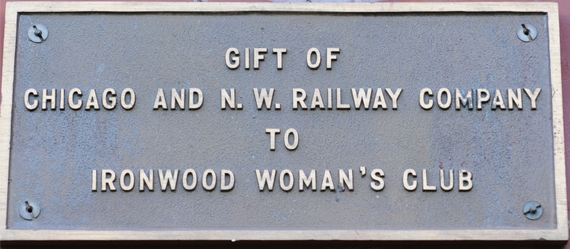 GIFT OF
CHICAGO AND N. W. RAILWAY COMPANY
TO
IRONWOOD WOMAN'S CLUB